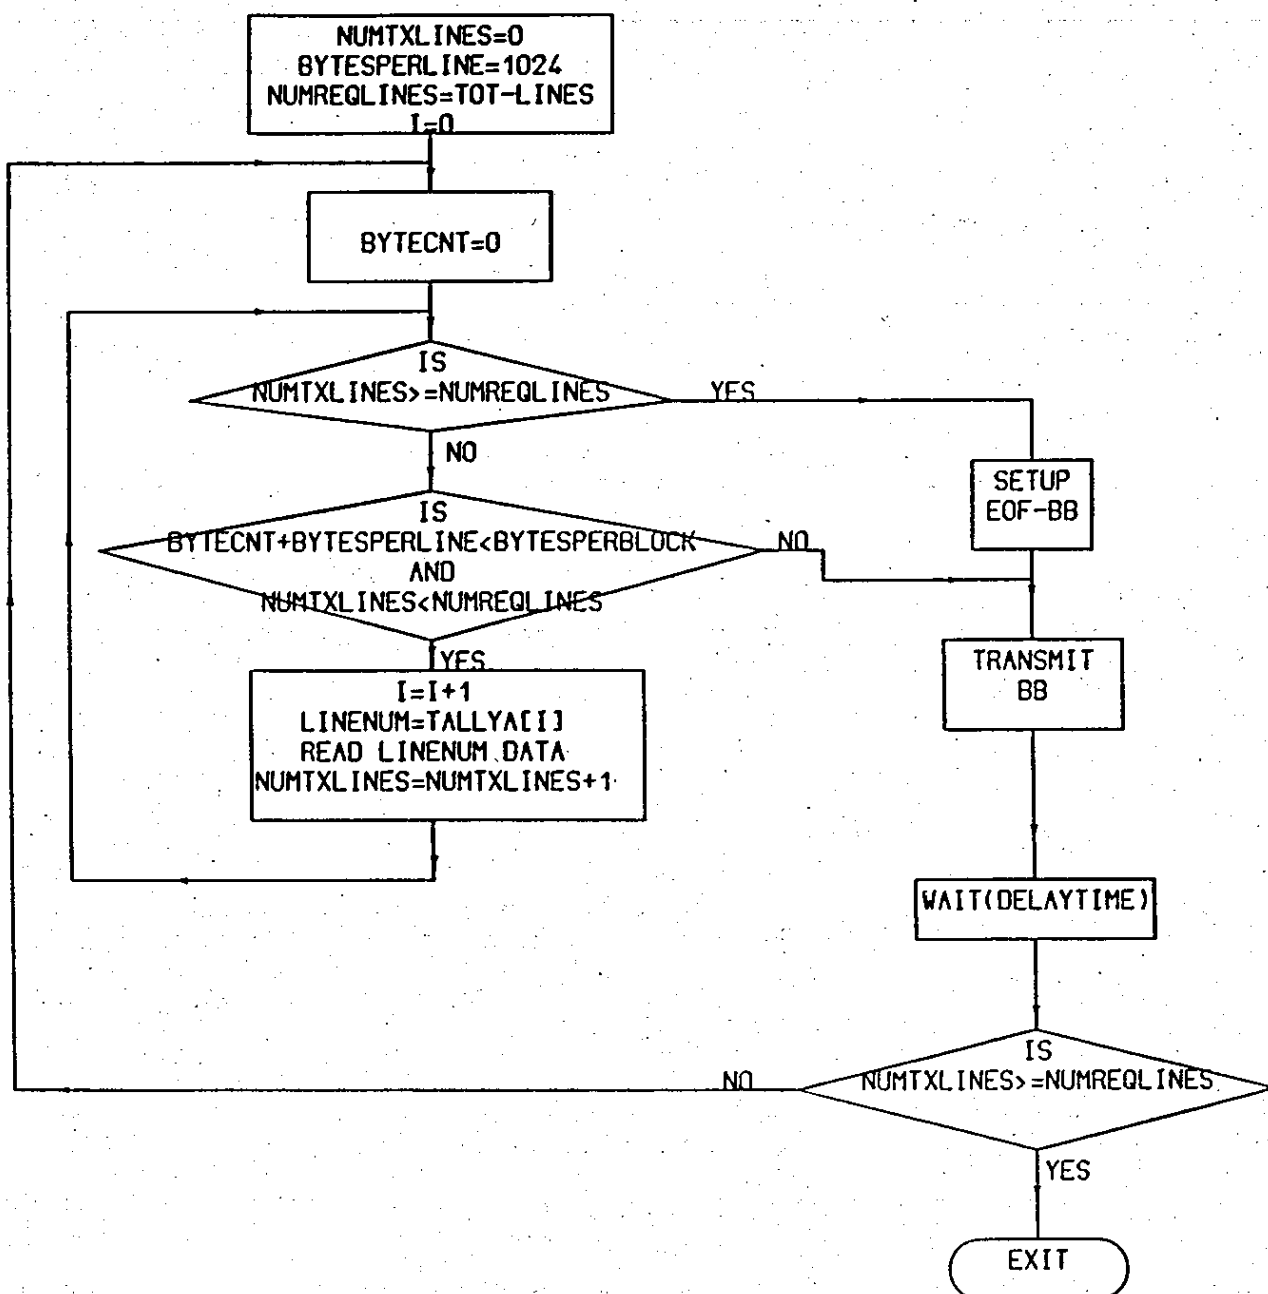 NUMTXLINES=0
BYTESPERLINE=1024
NUMREQLINES=TOT-LINES
I=0
BYTECNT=0
IS
NUMTXLINES>=NUMREQLINES
YES
NO
SETUP
EOF-BB
IS
BYTECNT+BYTESPERLINE<BYTESPERBLOCK
AND
NUMTXLINES<NUMREQLINES
NO
YES
TRANSMIT
BB
I=I+1
LINENUM=TALLYA[I]
READ LINENUM DATA
NUMTXLINES=NUMTXLINES+1
WAIT(DELAYTIME)
IS
NUMTXLINES>=NUMREQLINES
NO
YES
EXIT